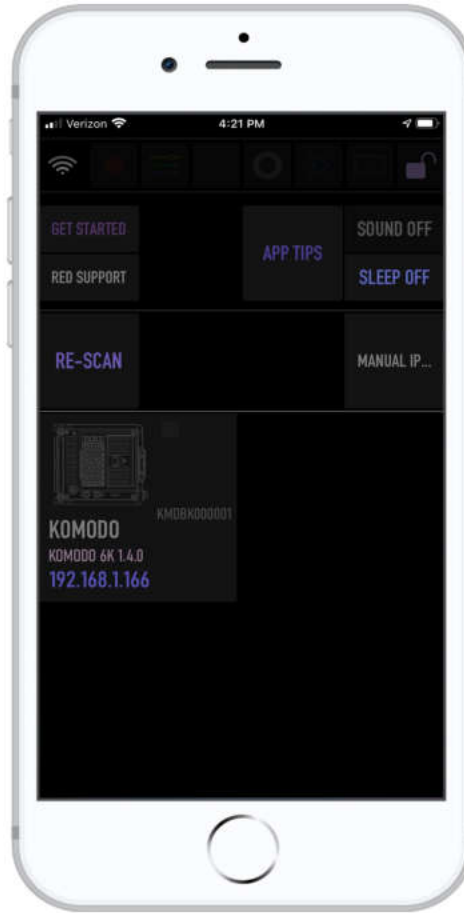 Verizon
4:21 PM
GET STARTED
RED SUPPORT
APP TIPS
SOUND OFF
SLEEP OFF
RE-SCAN
MANUAL IP...
KMDBK000001
KOMODO
KOMODO 6K 1.4.0
192.168.1.166